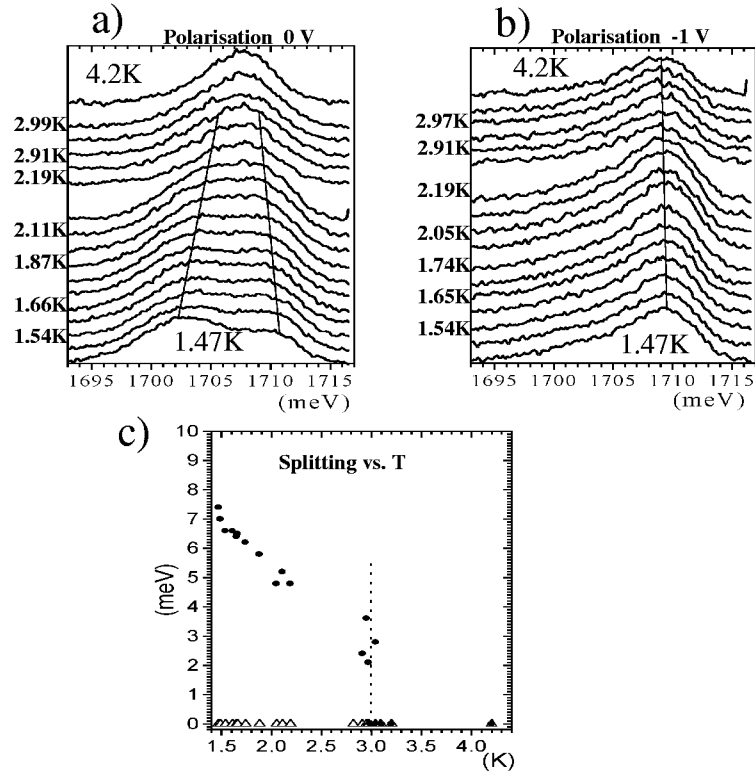 a)
Polarisation 0 V
4.2K
2.99K
2.91K
2.19K
2.11K
1.87K
1.66K
1.54K
1.47K
1695 1700 1705 1710 1715
(meV)
b)
Polarisation -1 V
4.2K
2.97K
2.91K
2.19K
2.05K
1.74K
1.65K
1.54K
1.47K
1695 1700 1705 1710 1715
(meV)
c)
Splitting vs. T
10
9
8
7
6
5
4
3
2
1
0
(meV)
1.5 2.0 2.5 3.0 3.5 4.0
(K)